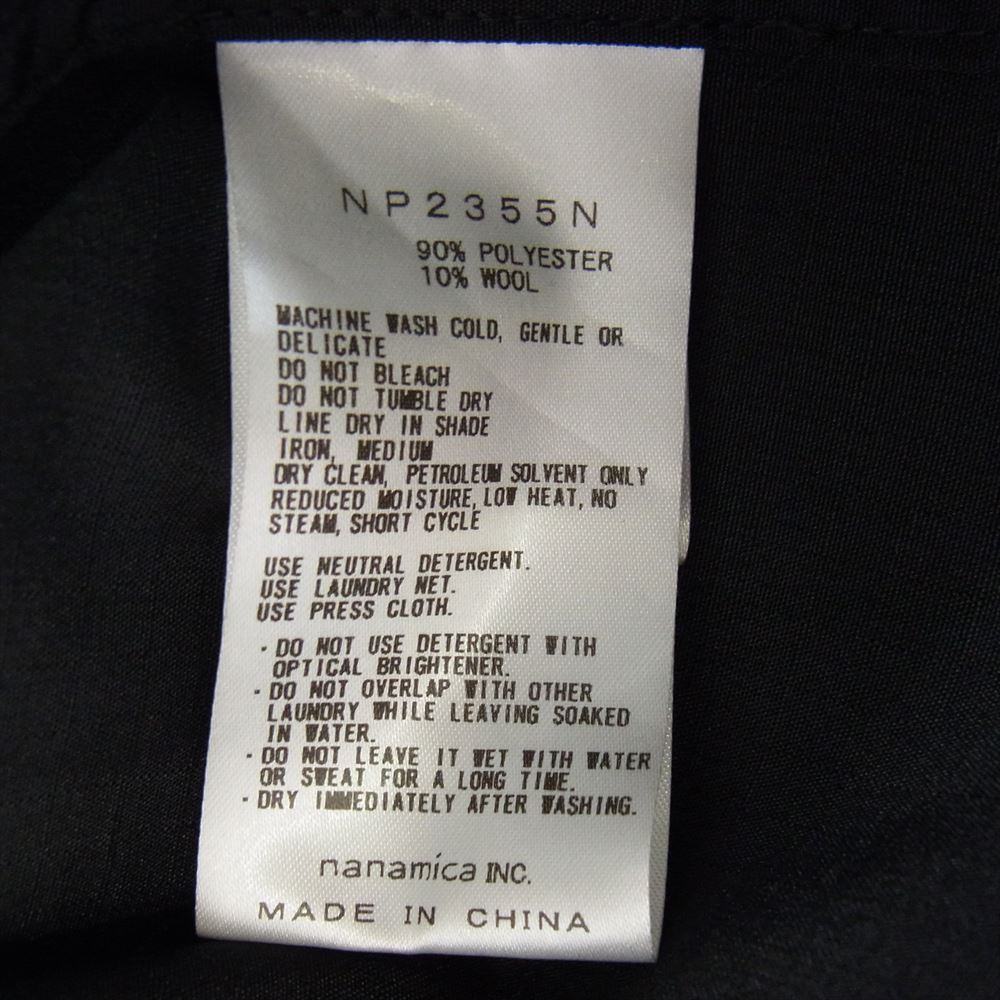 NP2355N
90% POLYESTER
10% WOOL
MACHINE WASH COLD, GENTLE OR
DELICATE
DO NOT BLEACH
DO NOT TUMBLE DRY
LINE DRY IN SHADE
IRON, MEDIUM
DRY CLEAN, PETROLEUM SOLVENT ONLY
REDUCED MOISTURE, LOW HEAT, NO
STEAM, SHORT CYCLE
USE NEUTRAL DETERGENT.
USE LAUNDRY NET.
USE PRESS CLOTH.
・DO NOT USE DETERGENT WITH
OPTICAL BRIGHTENER.
・DO NOT OVERLAP WITH OTHER
LAUNDRY WHILE LEAVING SOAKED
IN WATER.
・DO NOT LEAVE IT WET WITH WATER
OR SWEAT FOR A LONG TIME.
・DRY IMMEDIATELY AFTER WASHING.
nanamica INC.
MADE IN CHINA